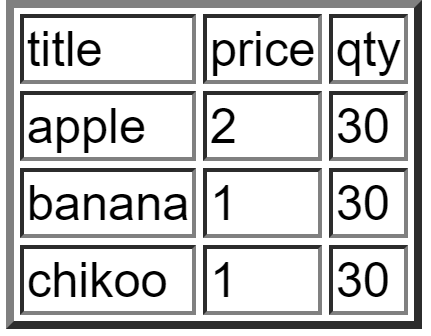 title price qty
apple 2 30
banana 1 30
chikoo 1 30